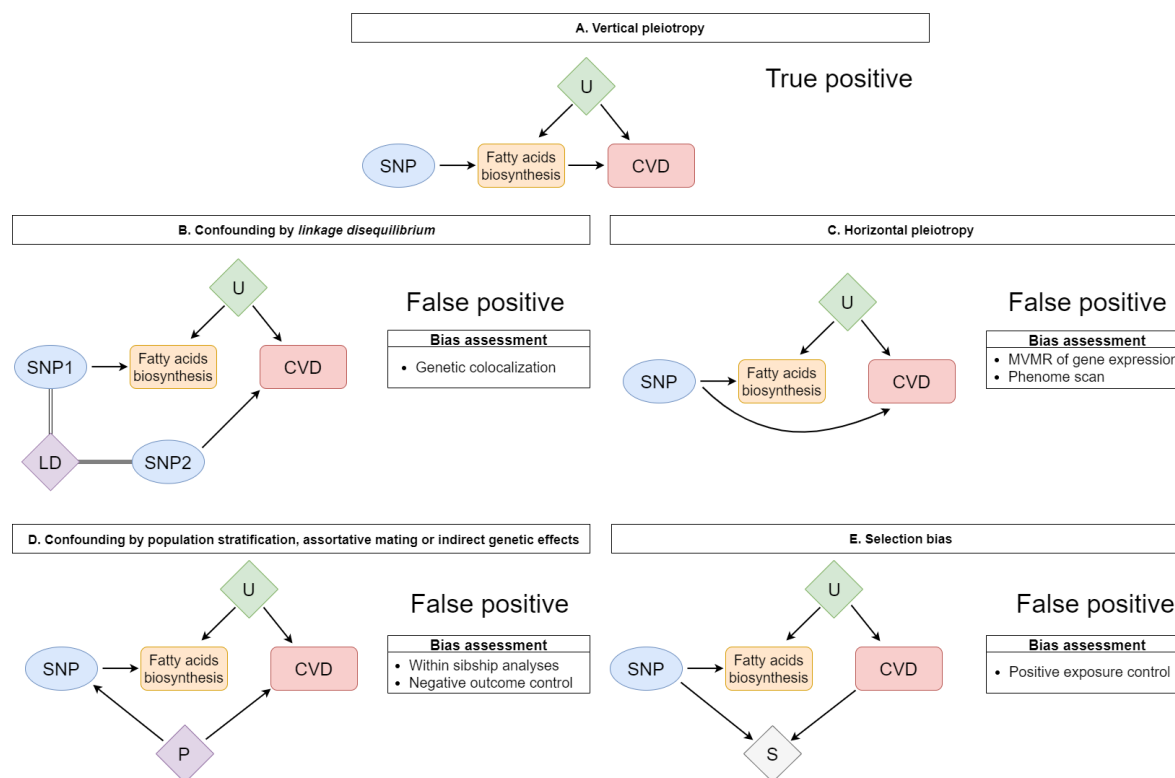 A. Vertical pleiotropy
U
True positive
SNP
Fatty acids
biosynthesis
CVD
B. Confounding by linkage disequilibrium
U
False positive
Bias assessment
• Genetic colocalization
SNP1
Fatty acids
biosynthesis
CVD
LD
SNP2
C. Horizontal pleiotropy
U
False positive
Bias assessment
• MVMR of gene expression
• Phenome scan
SNP
Fatty acids
biosynthesis
CVD
D. Confounding by population stratification, assortative mating or indirect genetic effects
U
False positive
Bias assessment
• Within sibship analyses
• Negative outcome control
SNP
Fatty acids
biosynthesis
CVD
P
E. Selection bias
U
False positive
Bias assessment
• Positive exposure control
SNP
Fatty acids
biosynthesis
CVD
S